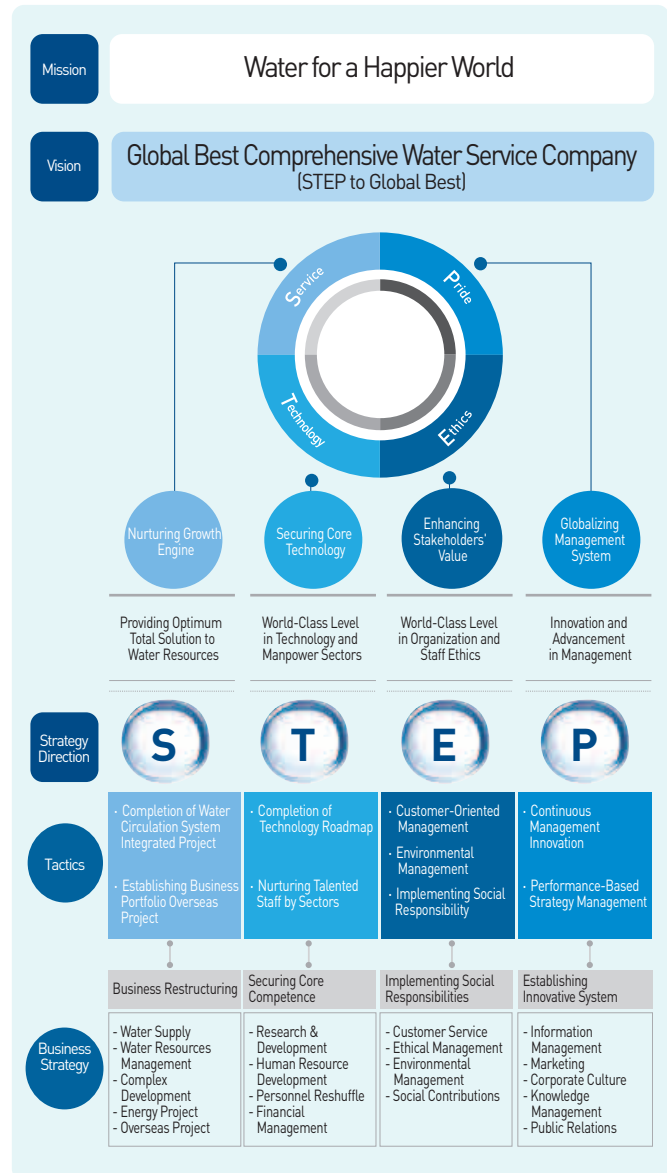 Mission
Water for a Happier World
Vision
Global Best Comprehensive Water Service Company
(STEP to Global Best)
Service
Pride
Technology
Ethics
Nurturing Growth
Engine
Securing Core
Technology
Enhancing
Stakeholders'
Value
Globalizing
Management
System
Providing Optimum
Total Solution to
Water Resources
World-Class Level
in Technology and
Manpower Sectors
World-Class Level
in Organization and
Staff Ethics
Innovation and
Advancement
in Management
Strategy
Direction
S
T
E
P
Tactics
· Completion of Water
Circulation System
Integrated Project
· Establishing Business
Portfolio Overseas
Project
· Completion of
Technology Roadmap
· Nurturing Talented
Staff by Sectors
· Customer-Oriented
Management
· Environmental
Management
· Implementing Social
Responsibility
· Continuous
Management
Innovation
· Performance-Based
Strategy Management
Business
Strategy
Business Restructuring
- Water Supply
- Water Resources
Management
- Complex
Development
- Energy Project
- Overseas Project
Securing Core
Competence
- Research &
Development
- Human Resource
Development
- Personnel Reshuffle
- Financial
Management
Implementing Social
Responsibilities
- Customer Service
- Ethical Management
- Environmental
Management
- Social Contributions
Establishing
Innovative System
- Information
Management
- Marketing
- Corporate Culture
- Knowledge
Management
- Public Relations